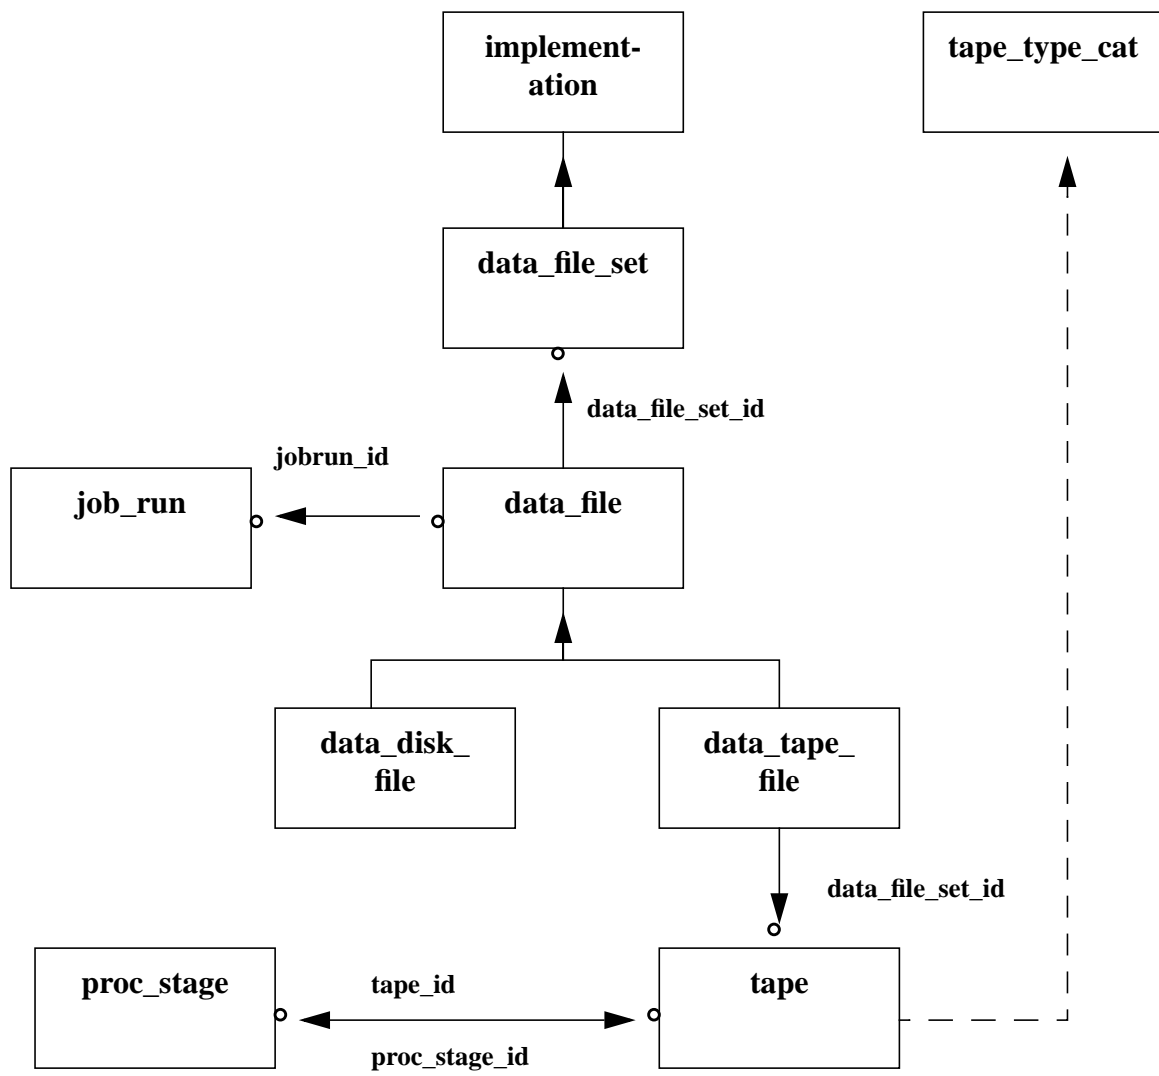 implement-
ation
tape_type_cat
data_file_set
data_file_set_id
jobrun_id
job_run
data_file
data_disk_
file
data_tape_
file
data_file_set_id
proc_stage
tape_id
tape
proc_stage_id